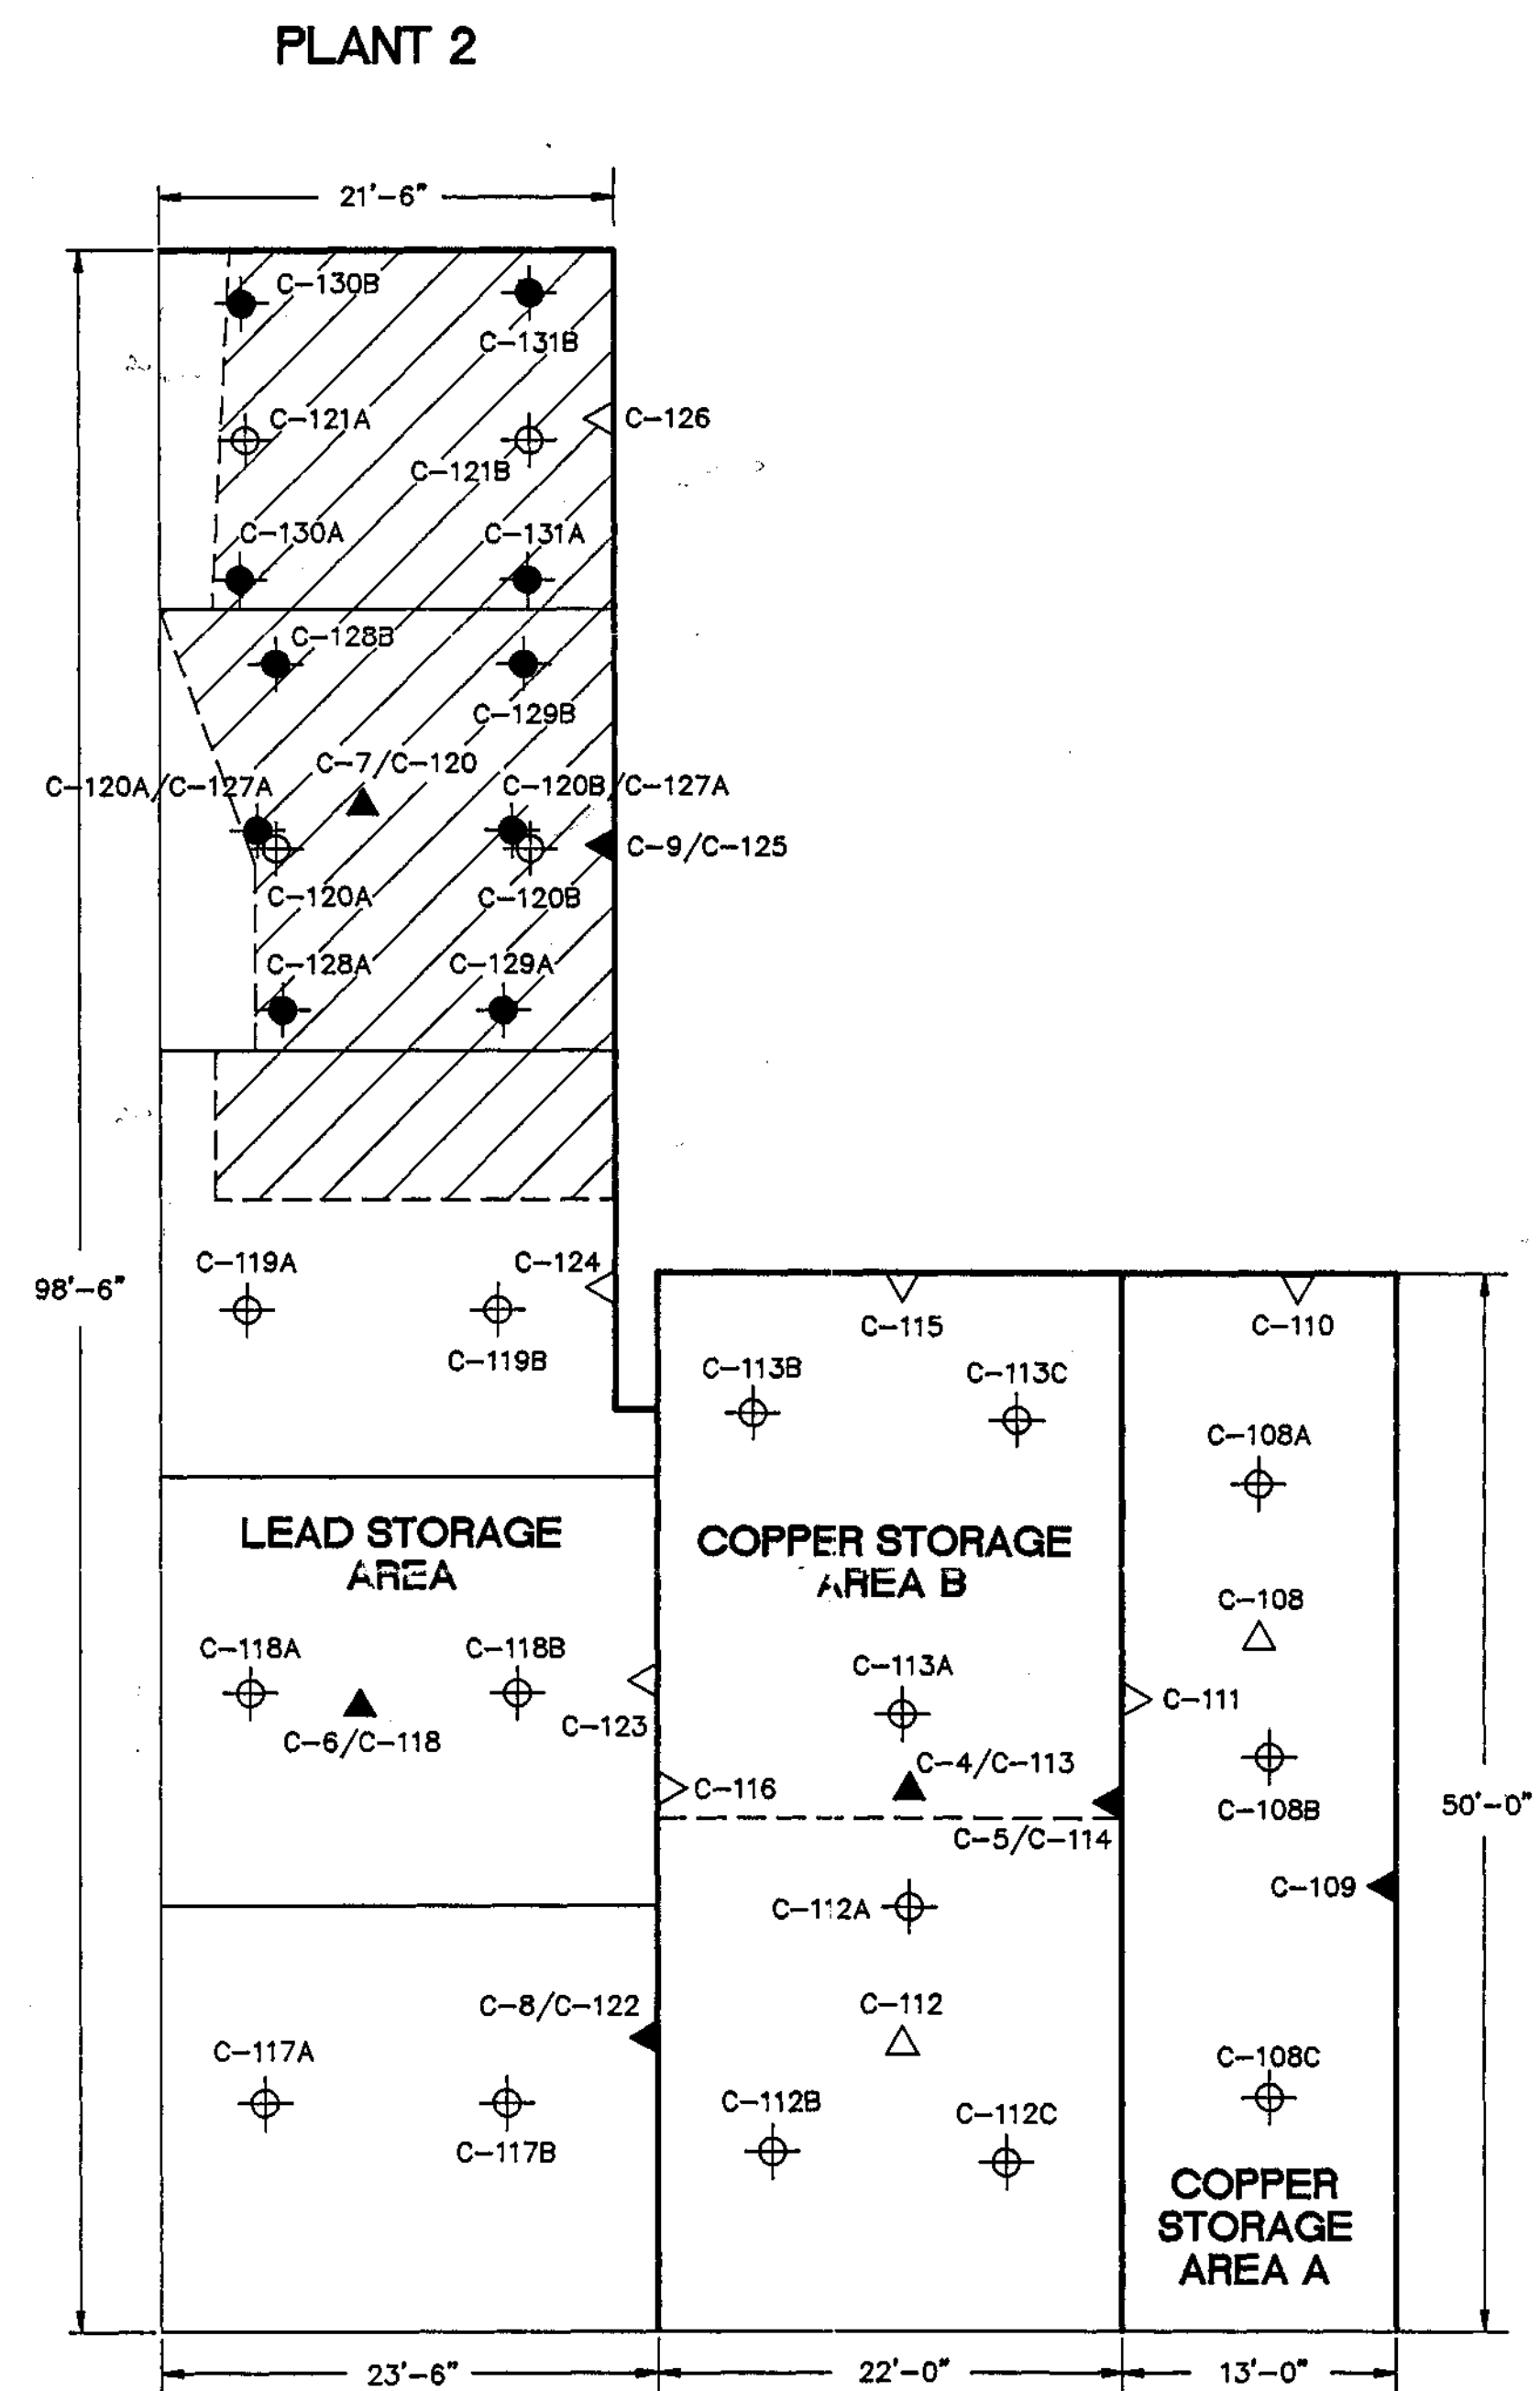 PLANT 2
21'-6"
C-130B
C-131B
C-121A
C-126
C-121B
C-130A
C-131A
C-128B
C-129B
C-7/C-120
C-120A/C-127A
C-120B/C-127A
C-9/C-125
C-120A
C-120B
C-128A
C-129A
C-119A
C-124
98'-6"
C-119B
C-115
C-110
C-113B
C-113C
C-108A
LEAD STORAGE
AREA
COPPER STORAGE
AREA B
C-108
C-118A
C-118B
C-113A
C-111
C-123
C-6/C-118
C-4/C-113
C-116
C-108B
50'-0"
C-5/C-114
C-109
C-112A
C-8/C-122
C-112
C-117A
C-108C
C-112B
C-112C
C-117B
COPPER
STORAGE
AREA A
23'-6"
22'-0"
13'-0"